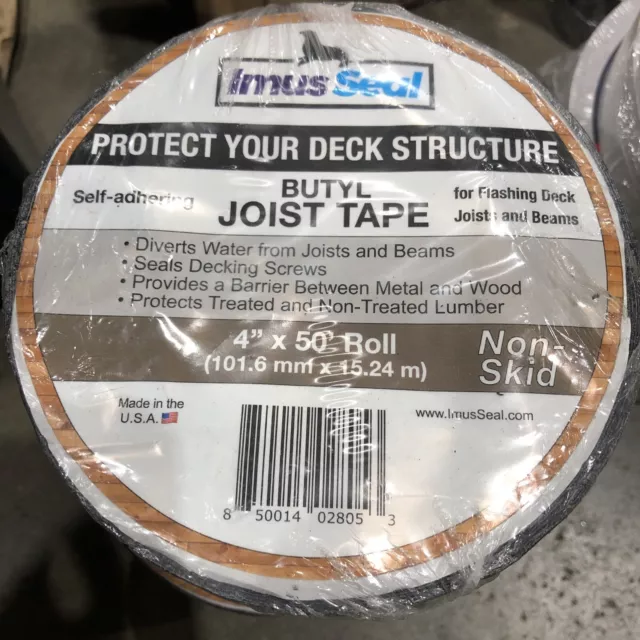 Imus Seal
PROTECT YOUR DECK STRUCTURE
Self-adhering
BUTYL
JOIST TAPE
for Flashing Deck
Joists and Beams
• Diverts Water from Joists and Beams
• Seals Decking Screws
• Provides a Barrier Between Metal and Wood
• Protects Treated and Non-Treated Lumber
4" x 50' Roll
(101.6 mm x 15.24 m)
Non-
Skid
Made in the
U.S.A.
www.ImusSeal.com
8 50014 02805 3